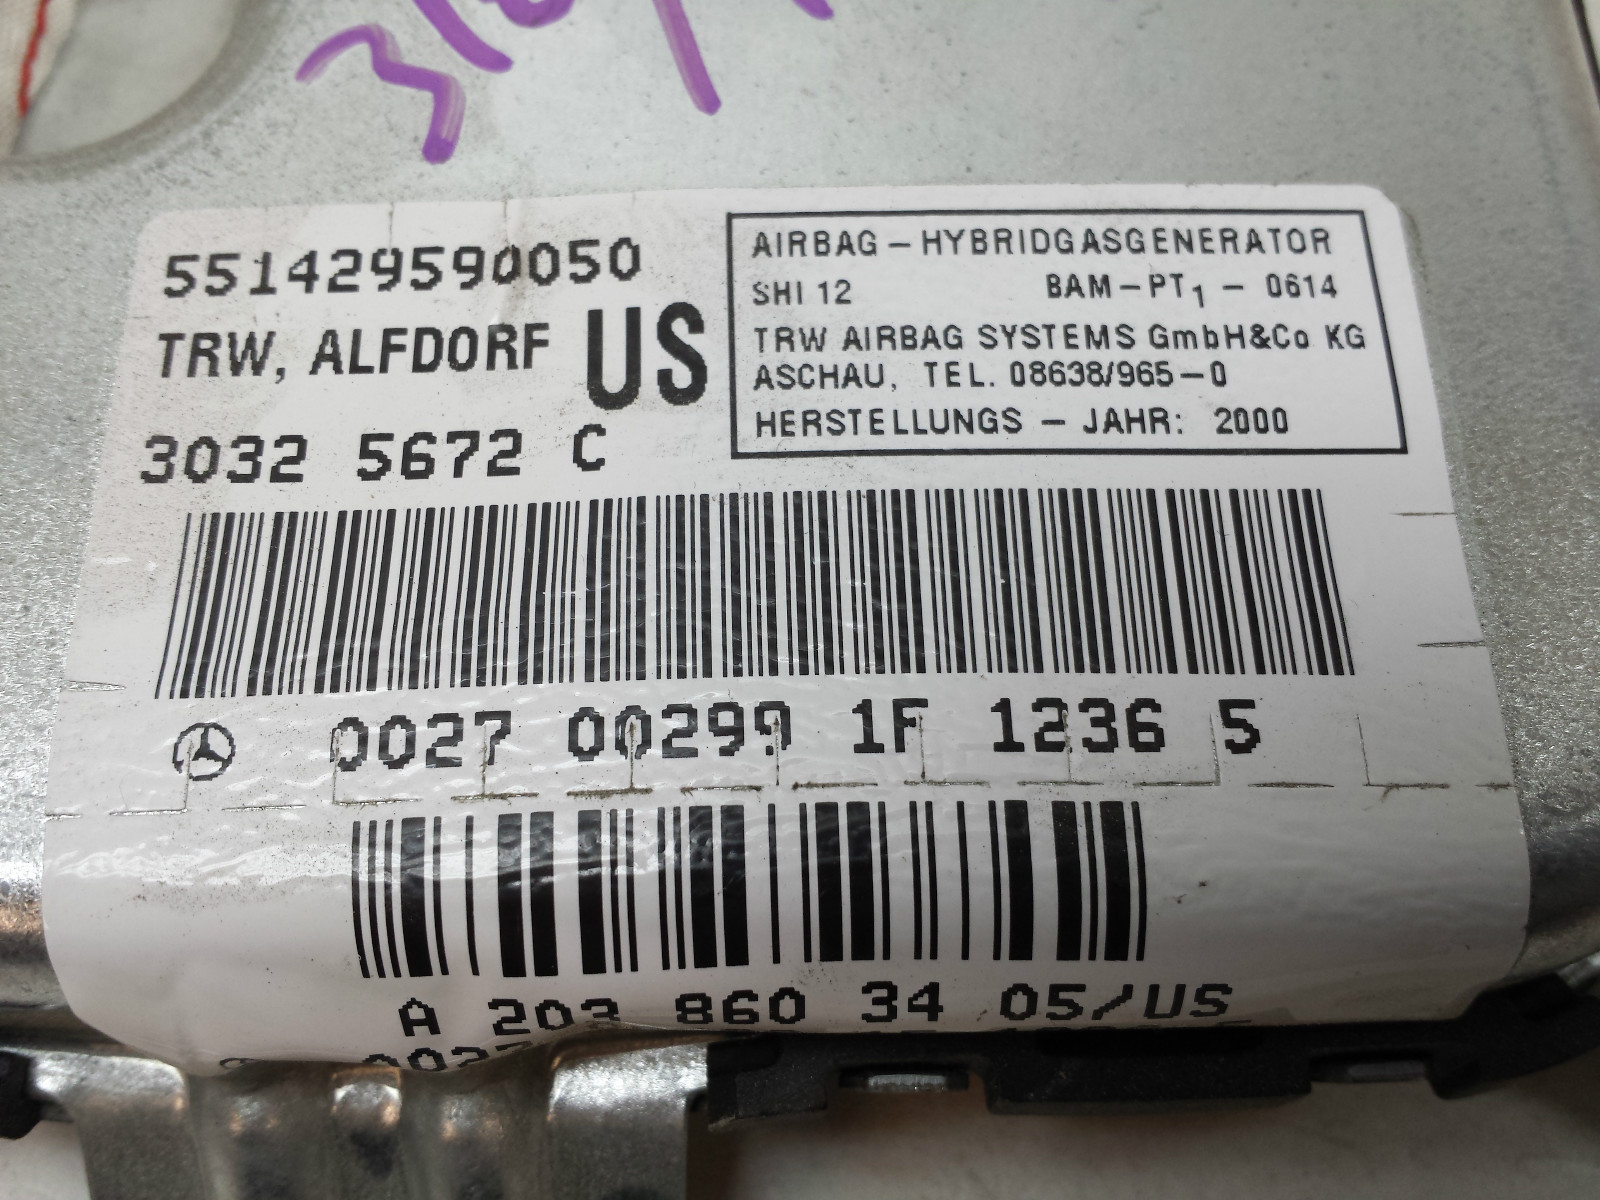 551429590050
TRW, ALFDORF US
3032 5672 C
AIRBAG – HYBRIDGASGENERATOR
SHI 12 BAM – PT1 – 0614
TRW AIRBAG SYSTEMS GmbH&Co KG
ASCHAU, TEL. 08638/965–0
HERSTELLUNGS – JAHR: 2000
0027 00299 1F 1236 5
A 203 860 34 05/US